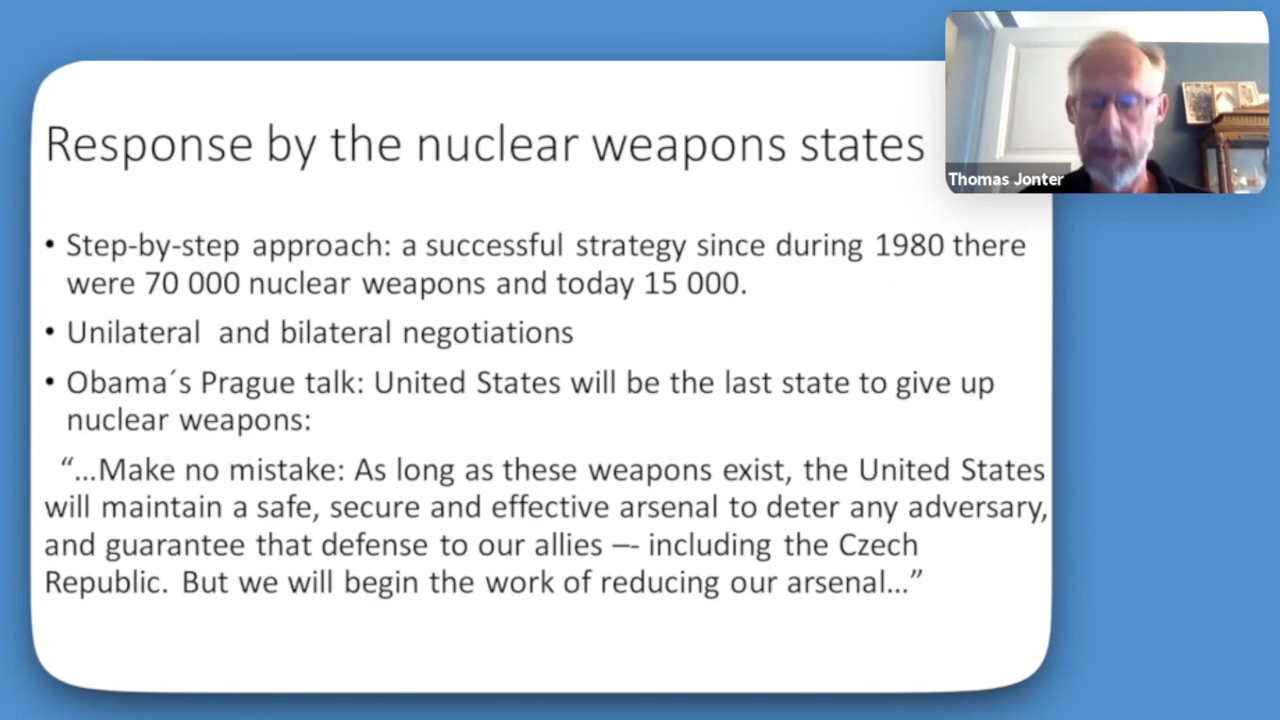 Response by the nuclear weapons states
Thomas Jonter
• Step-by-step approach: a successful strategy since during 1980 there
were 70 000 nuclear weapons and today 15 000.
• Unilateral  and bilateral negotiations
• Obama´s Prague talk: United States will be the last state to give up
nuclear weapons:
“…Make no mistake: As long as these weapons exist, the United States
will maintain a safe, secure and effective arsenal to deter any adversary,
and guarantee that defense to our allies –- including the Czech
Republic.  But we will begin the work of reducing our arsenal…”